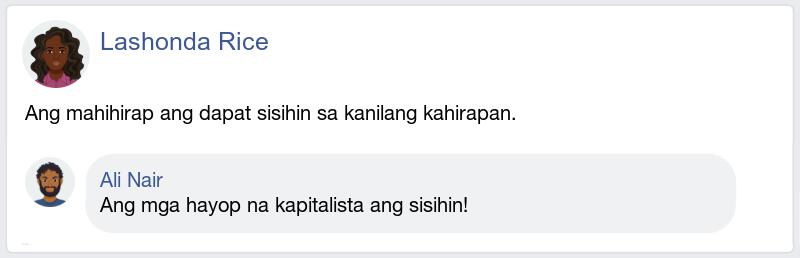 Lashonda Rice
Ang mahihirap ang dapat sisihin sa kanilang kahirapan.
Ali Nair
Ang mga hayop na kapitalista ang sisihin!